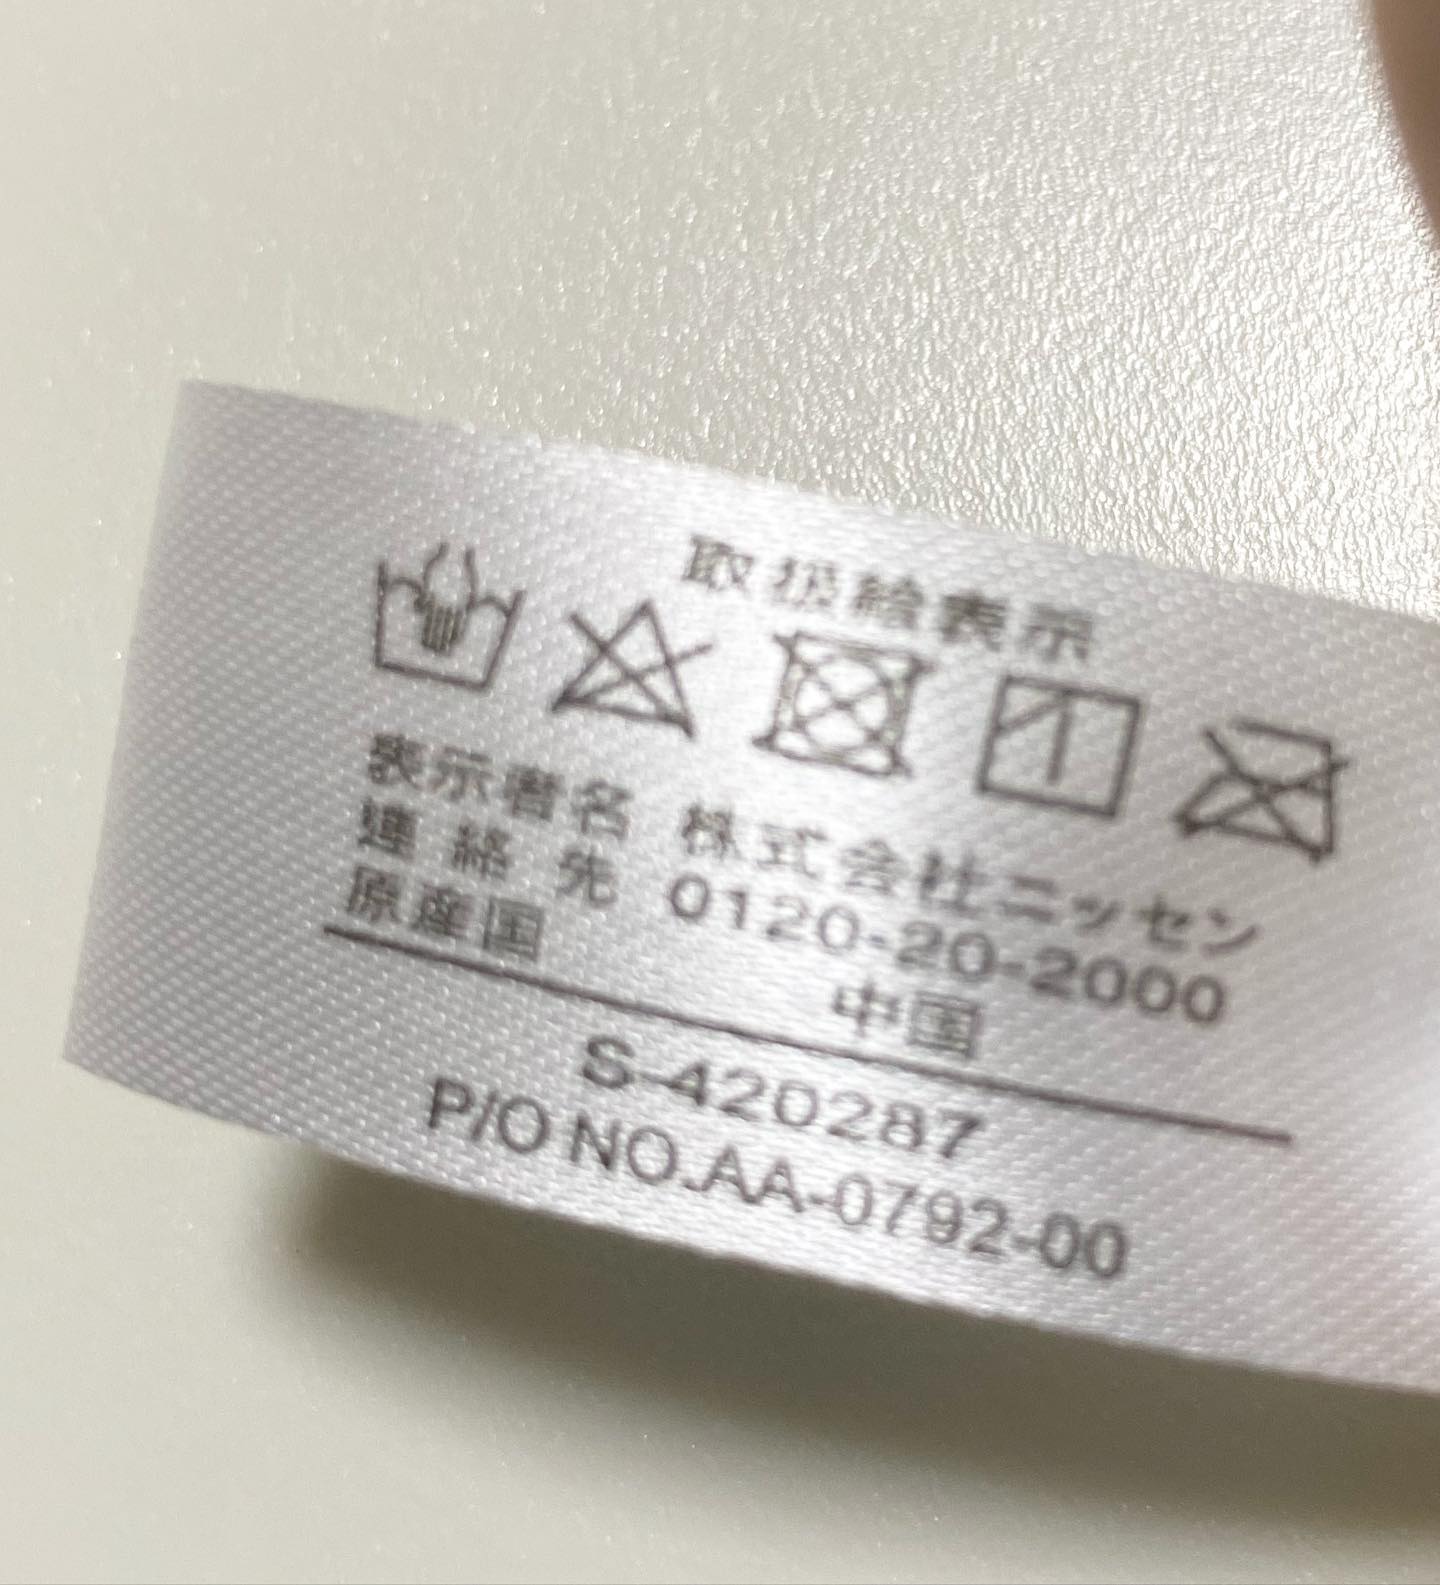 取扱絵表示
表示者名 株式会社ニッセン
連絡先 0120-20-2000
原産国 中国
S-420287
P/O NO.AA-0792-00